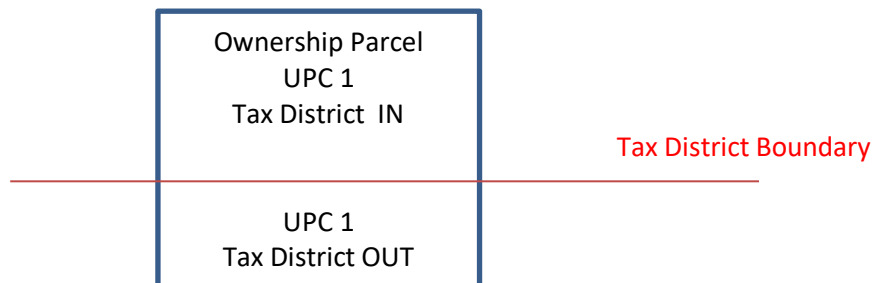 Ownership Parcel
UPC 1
Tax District IN
Tax District Boundary
UPC 1
Tax District OUT